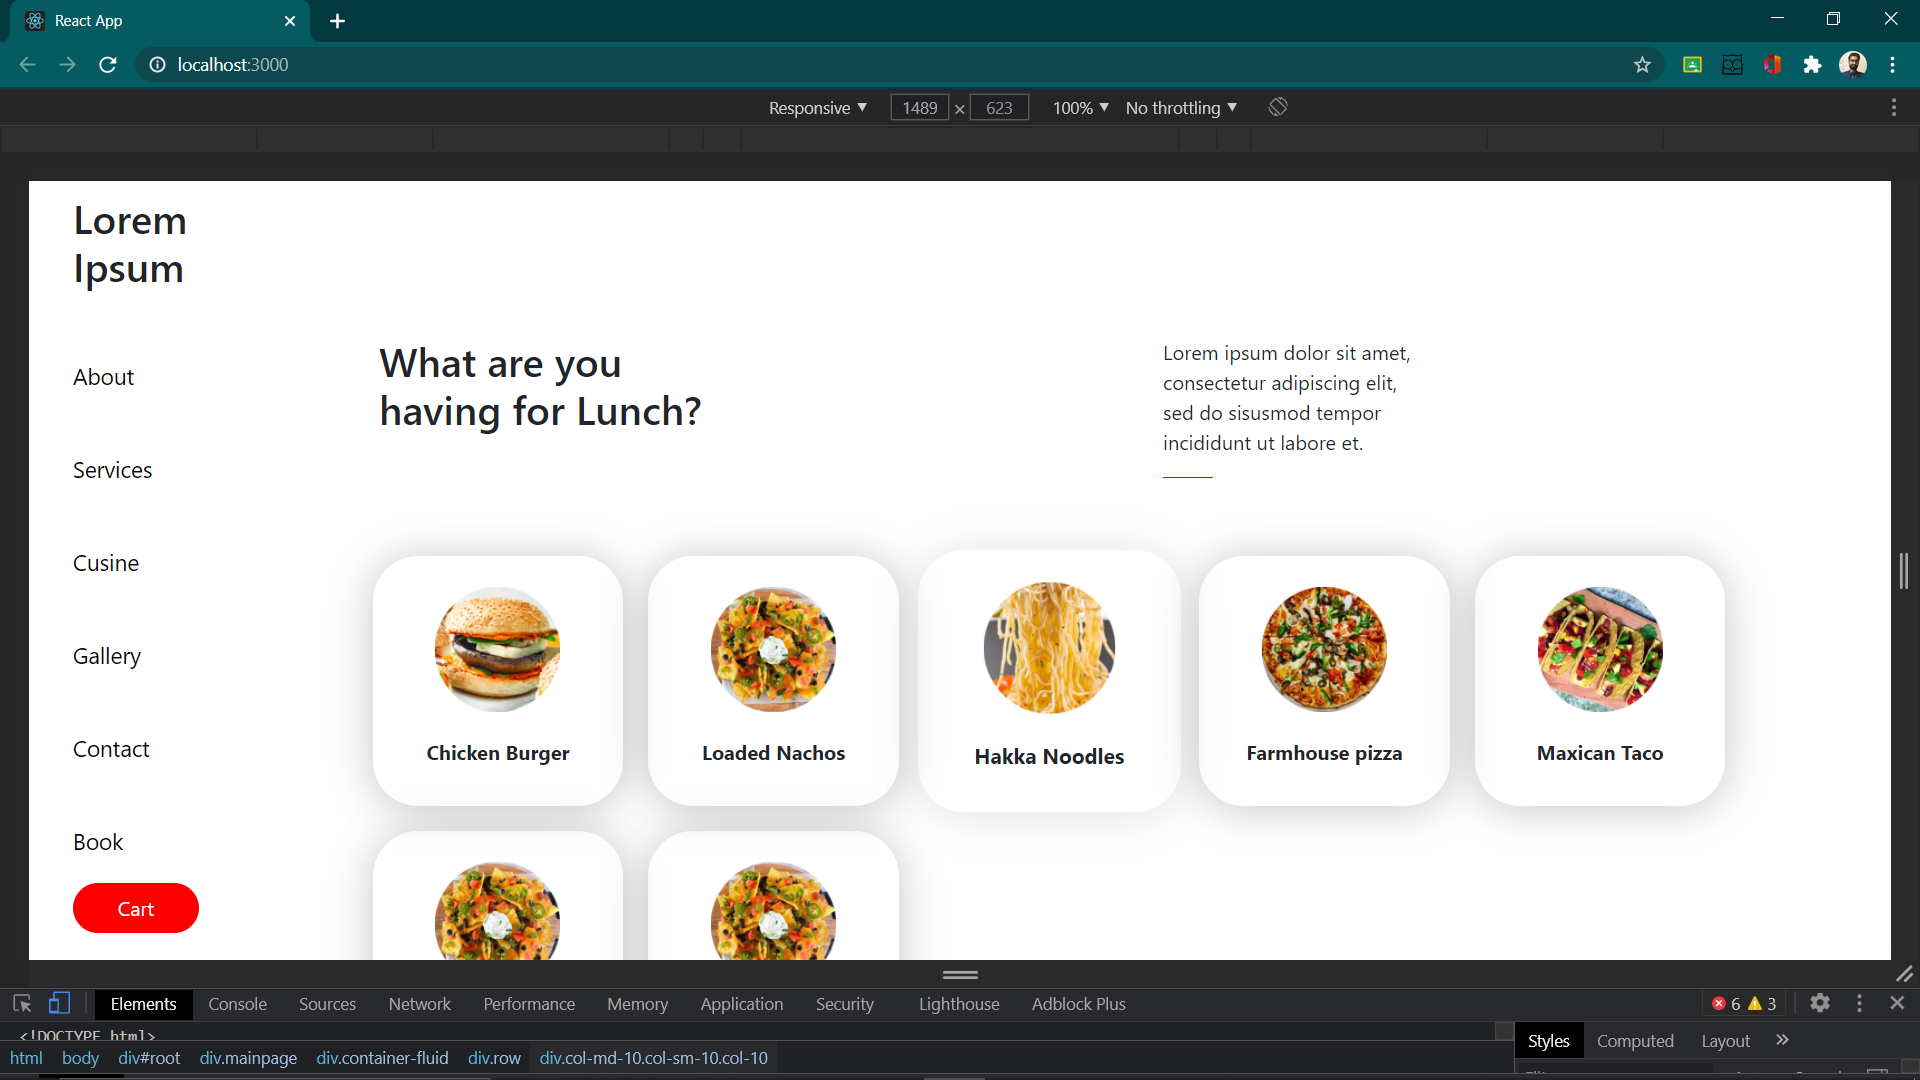 React App
localhost:3000
Responsive 1489 × 623 100% No throttling
Lorem
Ipsum
About
Services
Cusine
Gallery
Contact
Book
Cart
What are you
having for Lunch?
Lorem ipsum dolor sit amet,
consectetur adipiscing elit,
sed do sisusmod tempor
incididunt ut labore et.
Chicken Burger
Loaded Nachos
Hakka Noodles
Farmhouse pizza
Maxican Taco
Elements Console Sources Network Performance Memory Application Security Lighthouse Adblock Plus 6 3
<!DOCTYPE html>
html body div#root div.mainpage div.container-fluid div.row div.col-md-10.col-sm-10.col-10
Styles Computed Layout